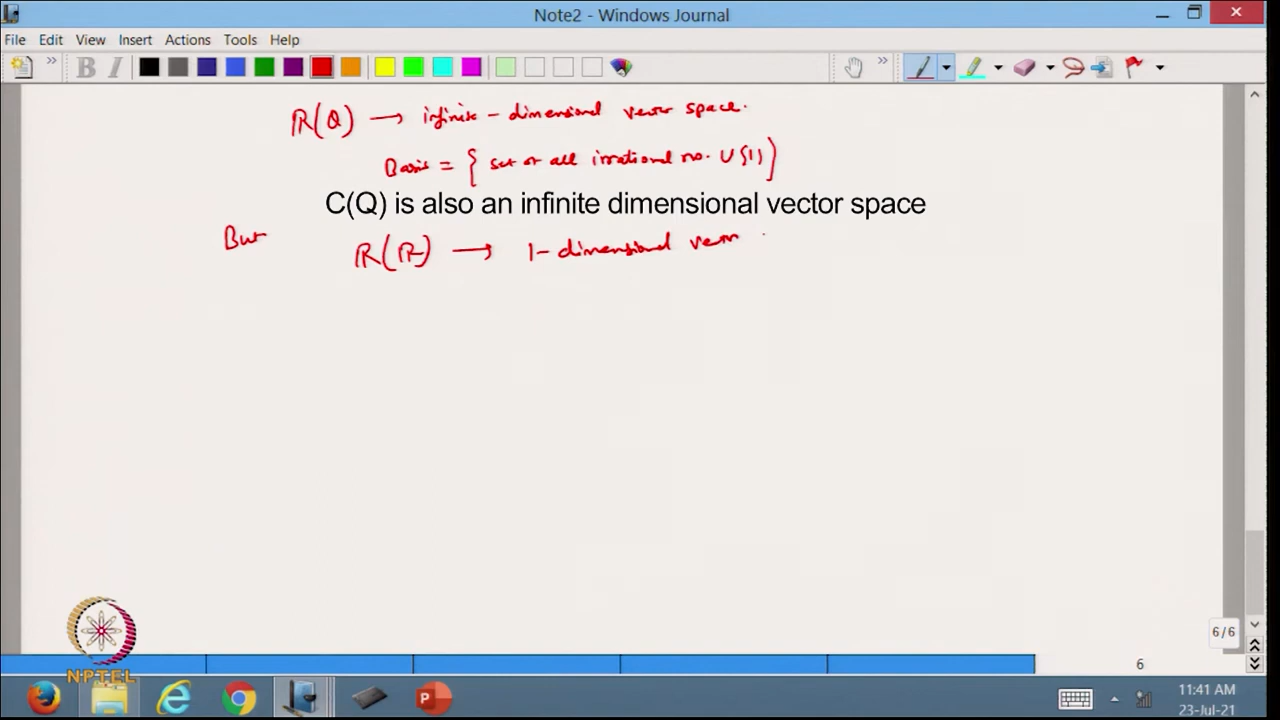 Note2 - Windows Journal
File Edit View Insert Actions Tools Help
B I
R(Q) → infinite - dimensional vector space.
Basis = { set of all irrational no. ∪ {1} }
C(Q) is also an infinite dimensional vector space
But ℝ(ℝ) → 1 - dimensional vector
6 / 6
6
NPTEL
11:41 AM
23-Jul-21